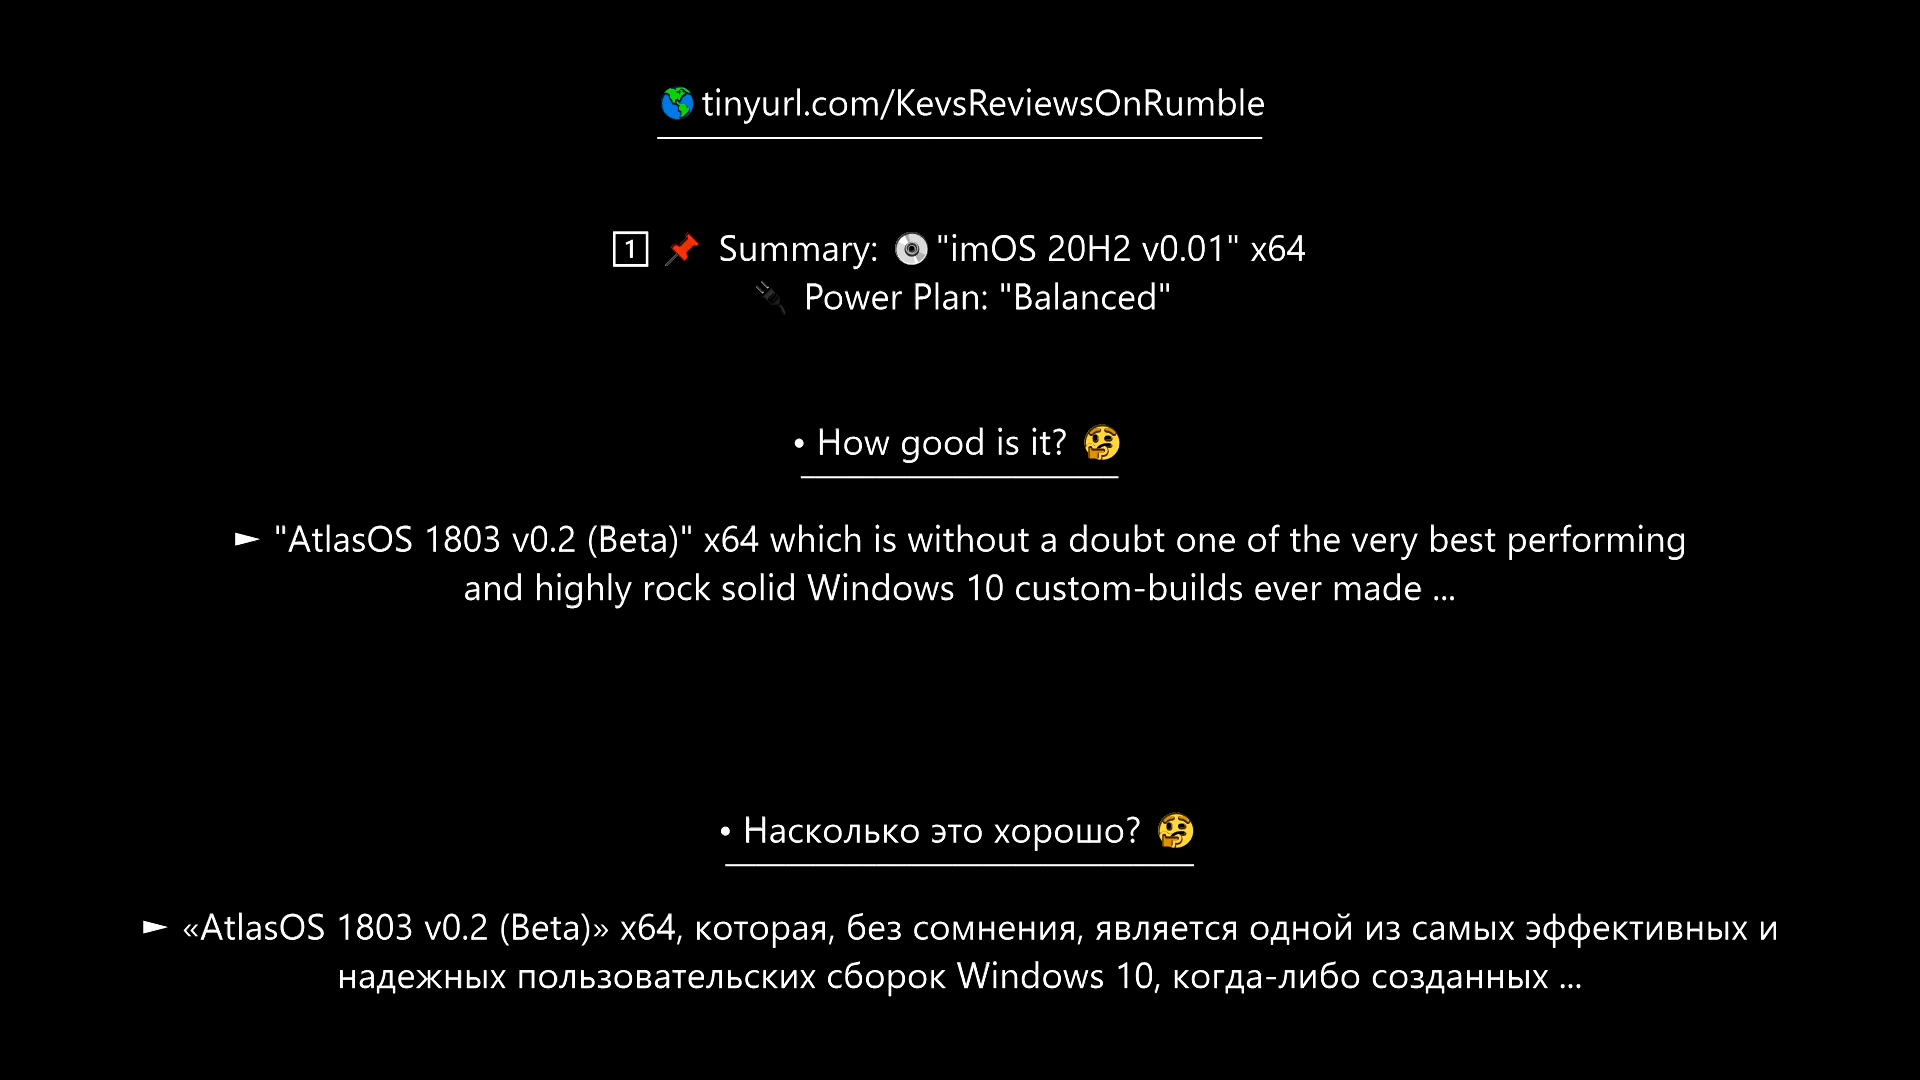 🌎 tinyurl.com/KevsReviewsOnRumble
1 📌 Summary: 💿 "imOS 20H2 v0.01" x64
🔌 Power Plan: "Balanced"
• How good is it? 🤔
► "AtlasOS 1803 v0.2 (Beta)" x64 which is without a doubt one of the very best performing
and highly rock solid Windows 10 custom-builds ever made ...
• Насколько это хорошо? 🤔
► «AtlasOS 1803 v0.2 (Beta)» x64, которая, без сомнения, является одной из самых эффективных и
надежных пользовательских сборок Windows 10, когда-либо созданных ...